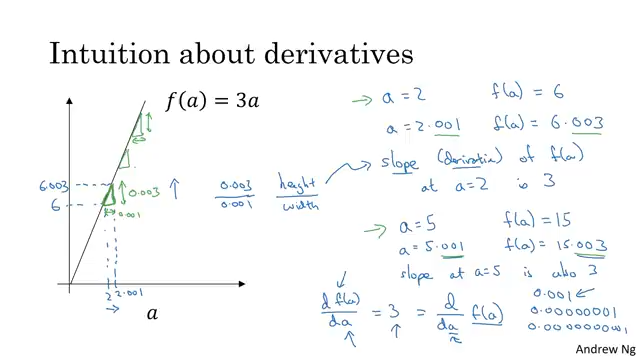 Intuition about derivatives
f(a) = 3a
→ a = 2 f(a) = 6
a = 2.001 f(a) = 6.003
slope (derivative) of f(a)
at a=2 is 3
→ a = 5 f(a) = 15
a = 5.001 f(a) = 15.003
slope at a=5 is also 3
d f(a) / da = 3 = d / da f(a)
0.001 ←
0.00000001
0.0000000001
6.003
6
0.003
0.001
↑ 0.003 / 0.001 height / width
2 2.001
→
a
Andrew Ng